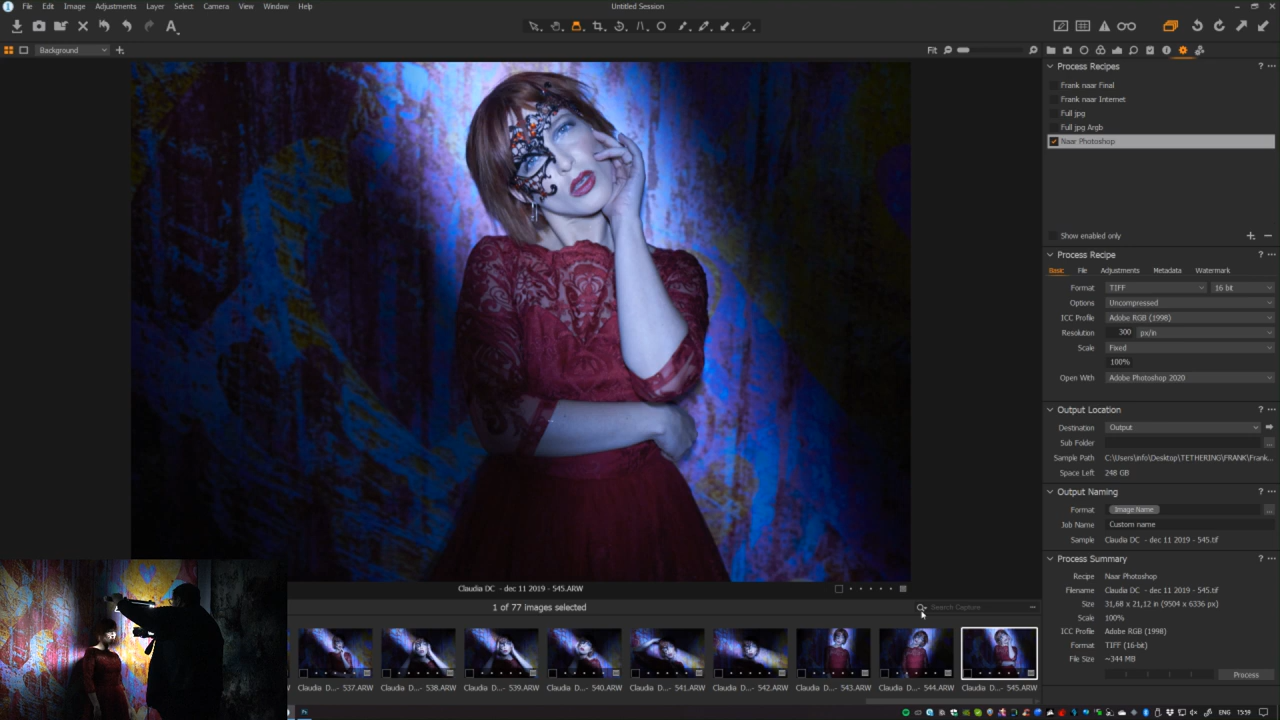 File Edit Image Adjustments Layer Select Camera View Window Help
Untitled Session
Background
Fit
Process Recipes
Frank naar Final
Frank naar Internet
Full jpg
Full jpg Argb
Naar Photoshop
Show enabled only
Process Recipe
Basic File Adjustments Metadata Watermark
Format TIFF 16 bit
Options Uncompressed
ICC Profile Adobe RGB (1998)
Resolution 300 px/in
Scale Fixed
100%
Open With Adobe Photoshop 2020
Output Location
Destination Output
Sub Folder
Sample Path C:\Users\info\Desktop\TETHERING\FRANK\Frank...
Space Left 248 GB
Output Naming
Format Image Name
Job Name Custom name
Sample Claudia DC - dec 11 2019 - 545.tif
Process Summary
Recipe Naar Photoshop
Filename Claudia DC - dec 11 2019 - 545.tif
Size 31,68 x 21,12 in (9504 x 6336 px)
Scale 100%
ICC Profile Adobe RGB (1998)
Format TIFF (16-bit)
File Size ~344 MB
Process
Claudia DC - dec 11 2019 - 545.ARW
1 of 77 images selected
Search Capture
Claudia D...- 537.ARW
Claudia D...- 538.ARW
Claudia D...- 539.ARW
Claudia D...- 540.ARW
Claudia D...- 541.ARW
Claudia D...- 542.ARW
Claudia D...- 543.ARW
Claudia D...- 544.ARW
Claudia D...- 545.ARW
ENG 15:59